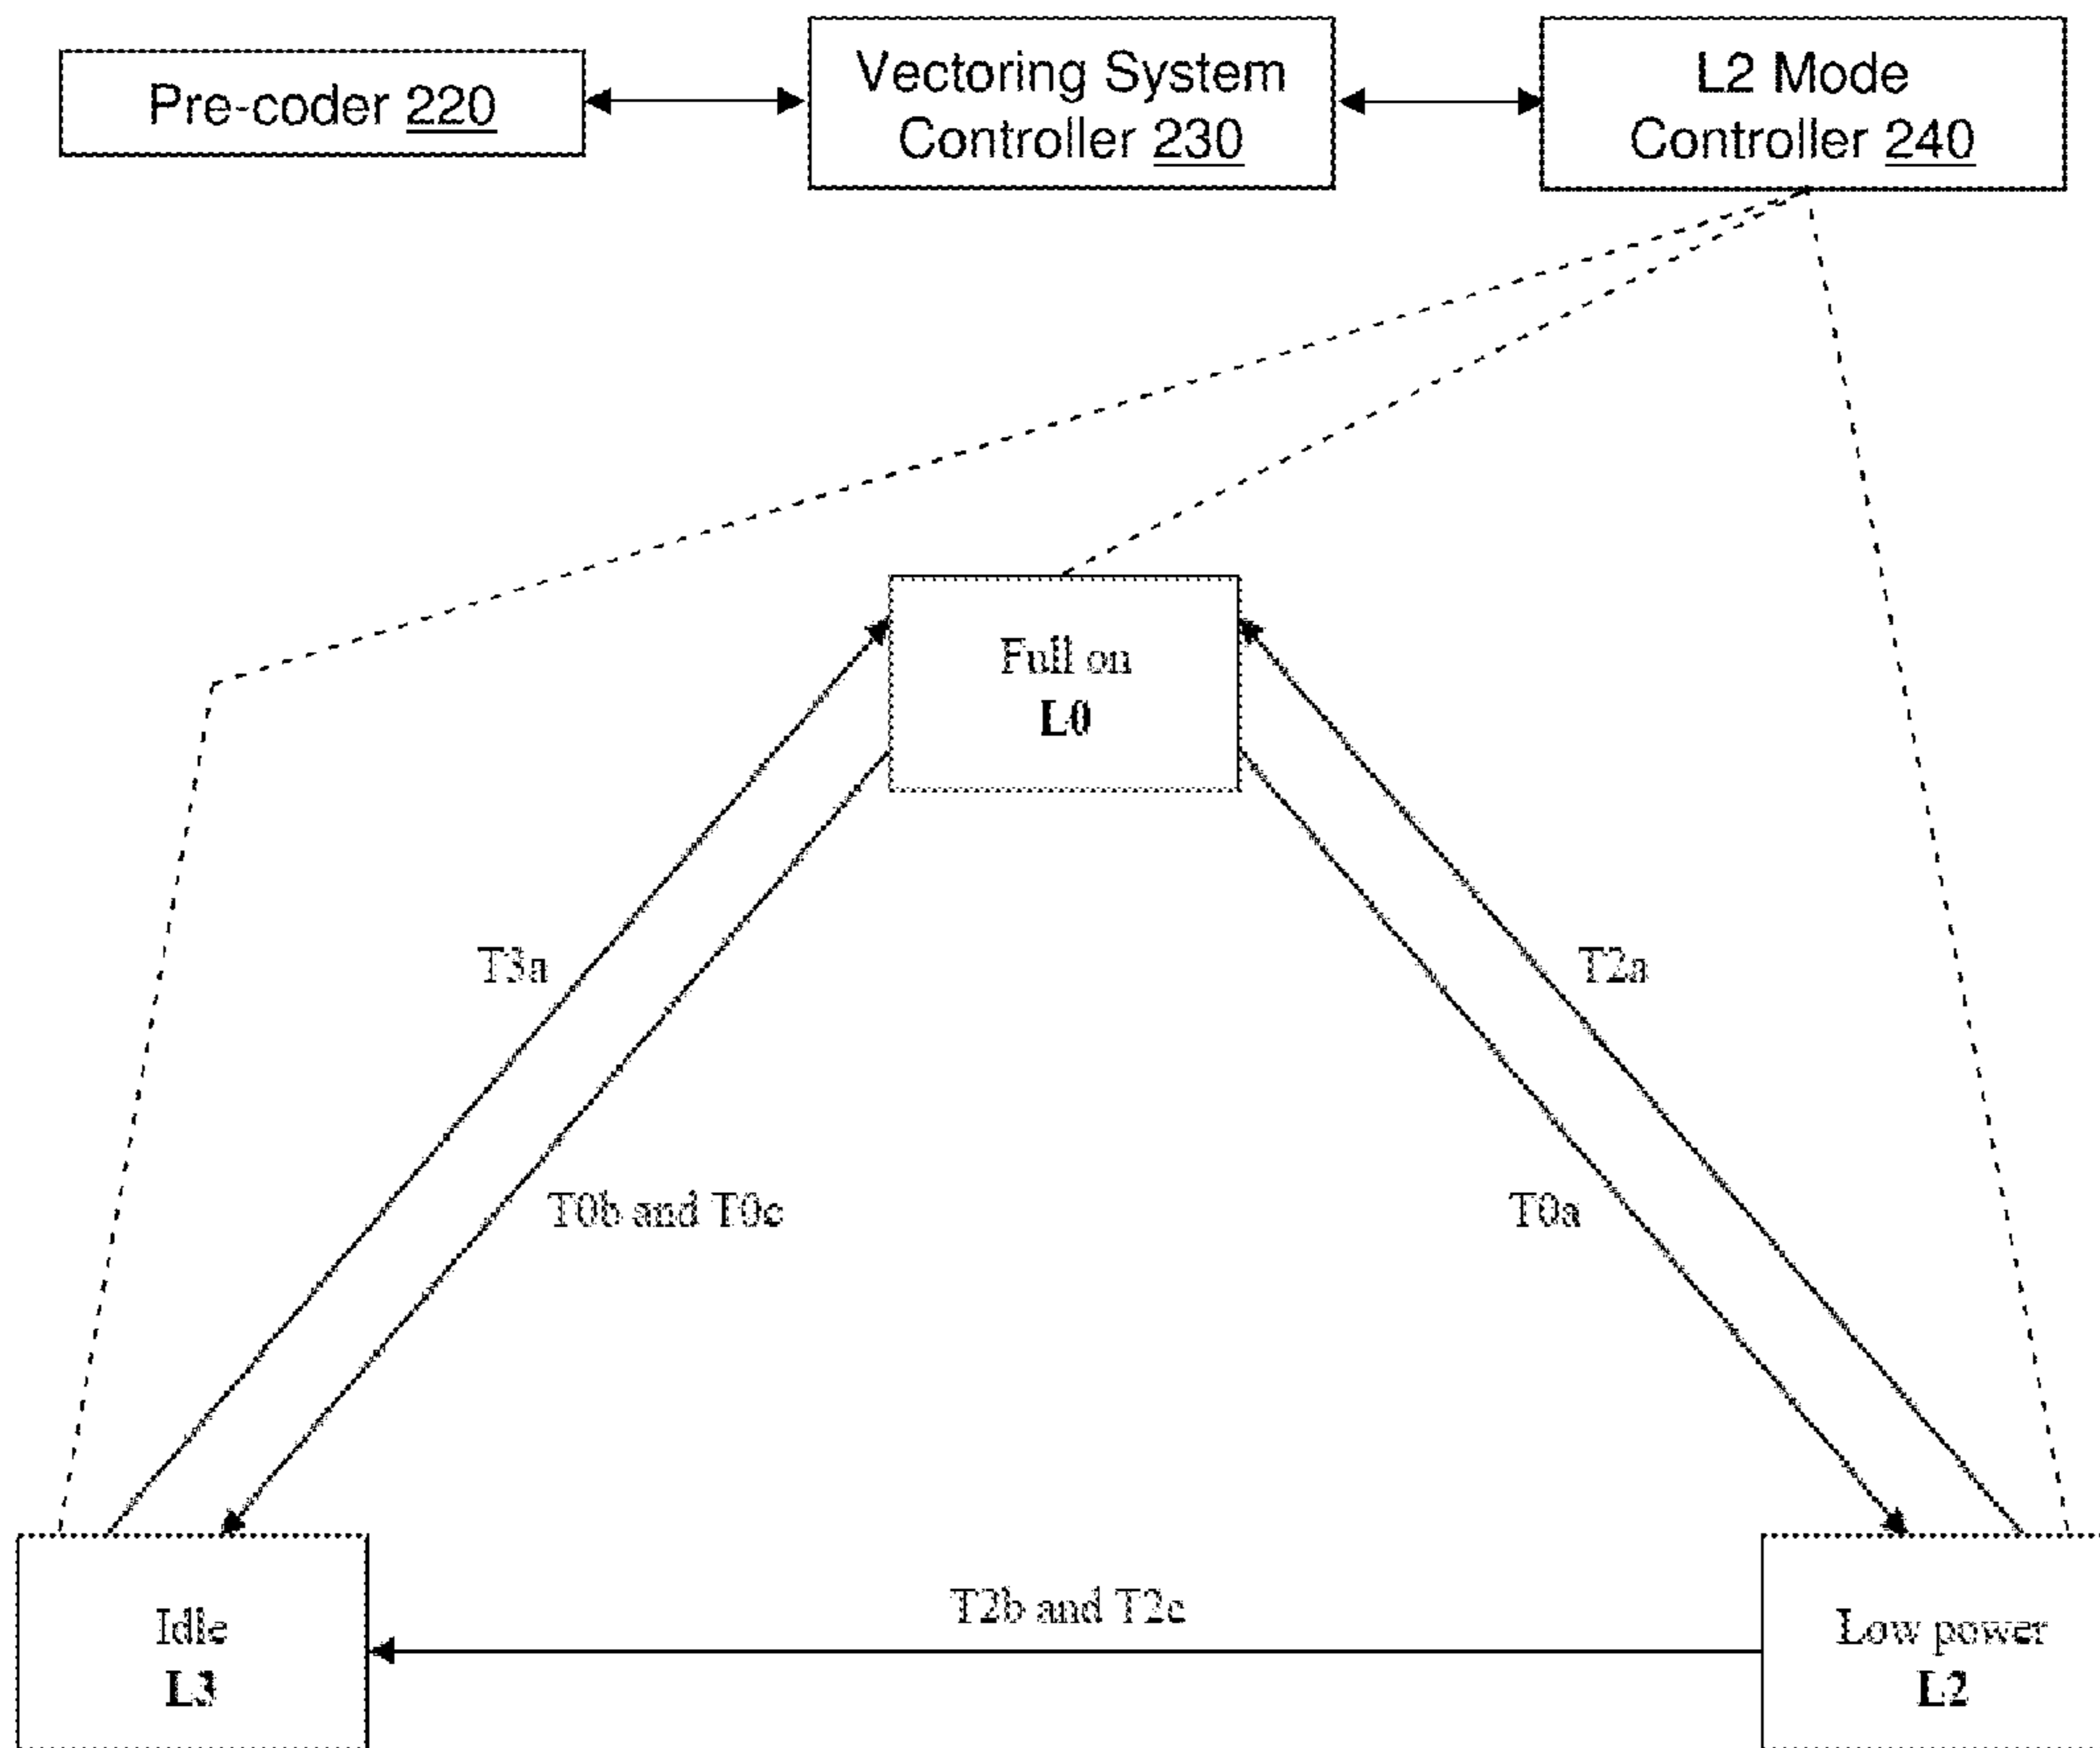 Pre-coder 220
Vectoring System
Controller 230
L2 Mode
Controller 240
Full on
L0
T3a
T2a
T0b and T0c
T0a
T2b and T2c
Idle
L3
Low power
L2